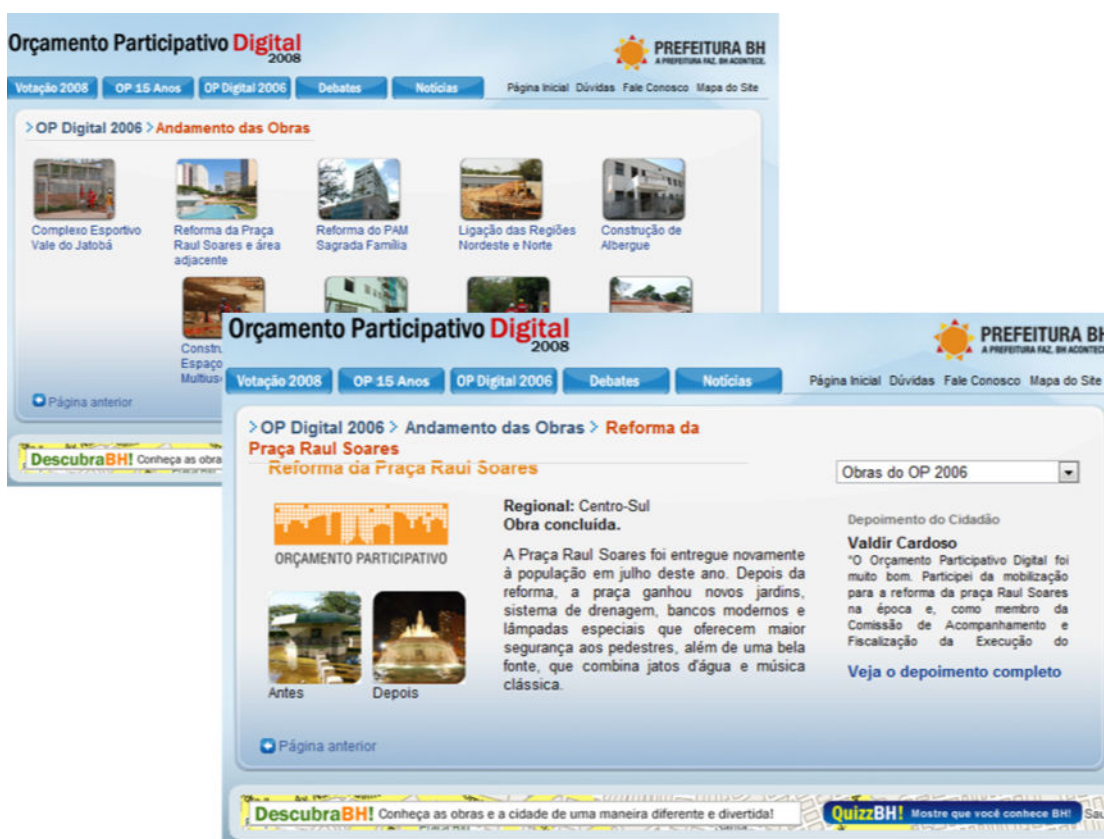 Orçamento Participativo Digital
2008
PREFEITURA BH
A PREFEITURA FAZ. BH ACONTECE.
Votação 2008
OP 15 Anos
OP Digital 2006
Debates
Notícias
Página Inicial Dúvidas Fale Conosco Mapa do Site
>OP Digital 2006 >Andamento das Obras
Complexo Esportivo
Vale do Jatobá
Reforma da Praça
Raul Soares e área
adjacente
Reforma do PAM
Sagrada Família
Ligação das Regiões
Nordeste e Norte
Construção de
Albergue
Constru
Espaço
Multius
Página anterior
DescubraBH! Conheça as obra
Orçamento Participativo Digital
2008
PREFEITURA BH
A PREFEITURA FAZ. BH ACONTECE
Votação 2008
OP 15 Anos
OP Digital 2006
Debates
Notícias
Página Inicial Dúvidas Fale Conosco Mapa do Site
>OP Digital 2006 > Andamento das Obras > Reforma da
Praça Raul Soares
Reforma da Praça Raul Soares
ORÇAMENTO PARTICIPATIVO
Antes
Depois
Regional: Centro-Sul
Obra concluída.
A Praça Raul Soares foi entregue novamente
à população em julho deste ano. Depois da
reforma, a praça ganhou novos jardins,
sistema de drenagem, bancos modernos e
lâmpadas especiais que oferecem maior
segurança aos pedestres, além de uma bela
fonte, que combina jatos d'água e música
clássica.
Obras do OP 2006
Depoimento do Cidadão
Valdir Cardoso
"O Orçamento Participativo Digital foi
muito bom. Participei da mobilização
para a reforma da praça Raul Soares
na época e, como membro da
Comissão de Acompanhamento e
Fiscalização da Execução do
Veja o depoimento completo
Página anterior
DescubraBH! Conheça as obras e a cidade de uma maneira diferente e divertida!
QuizzBH! Mostre que você conhece BH!